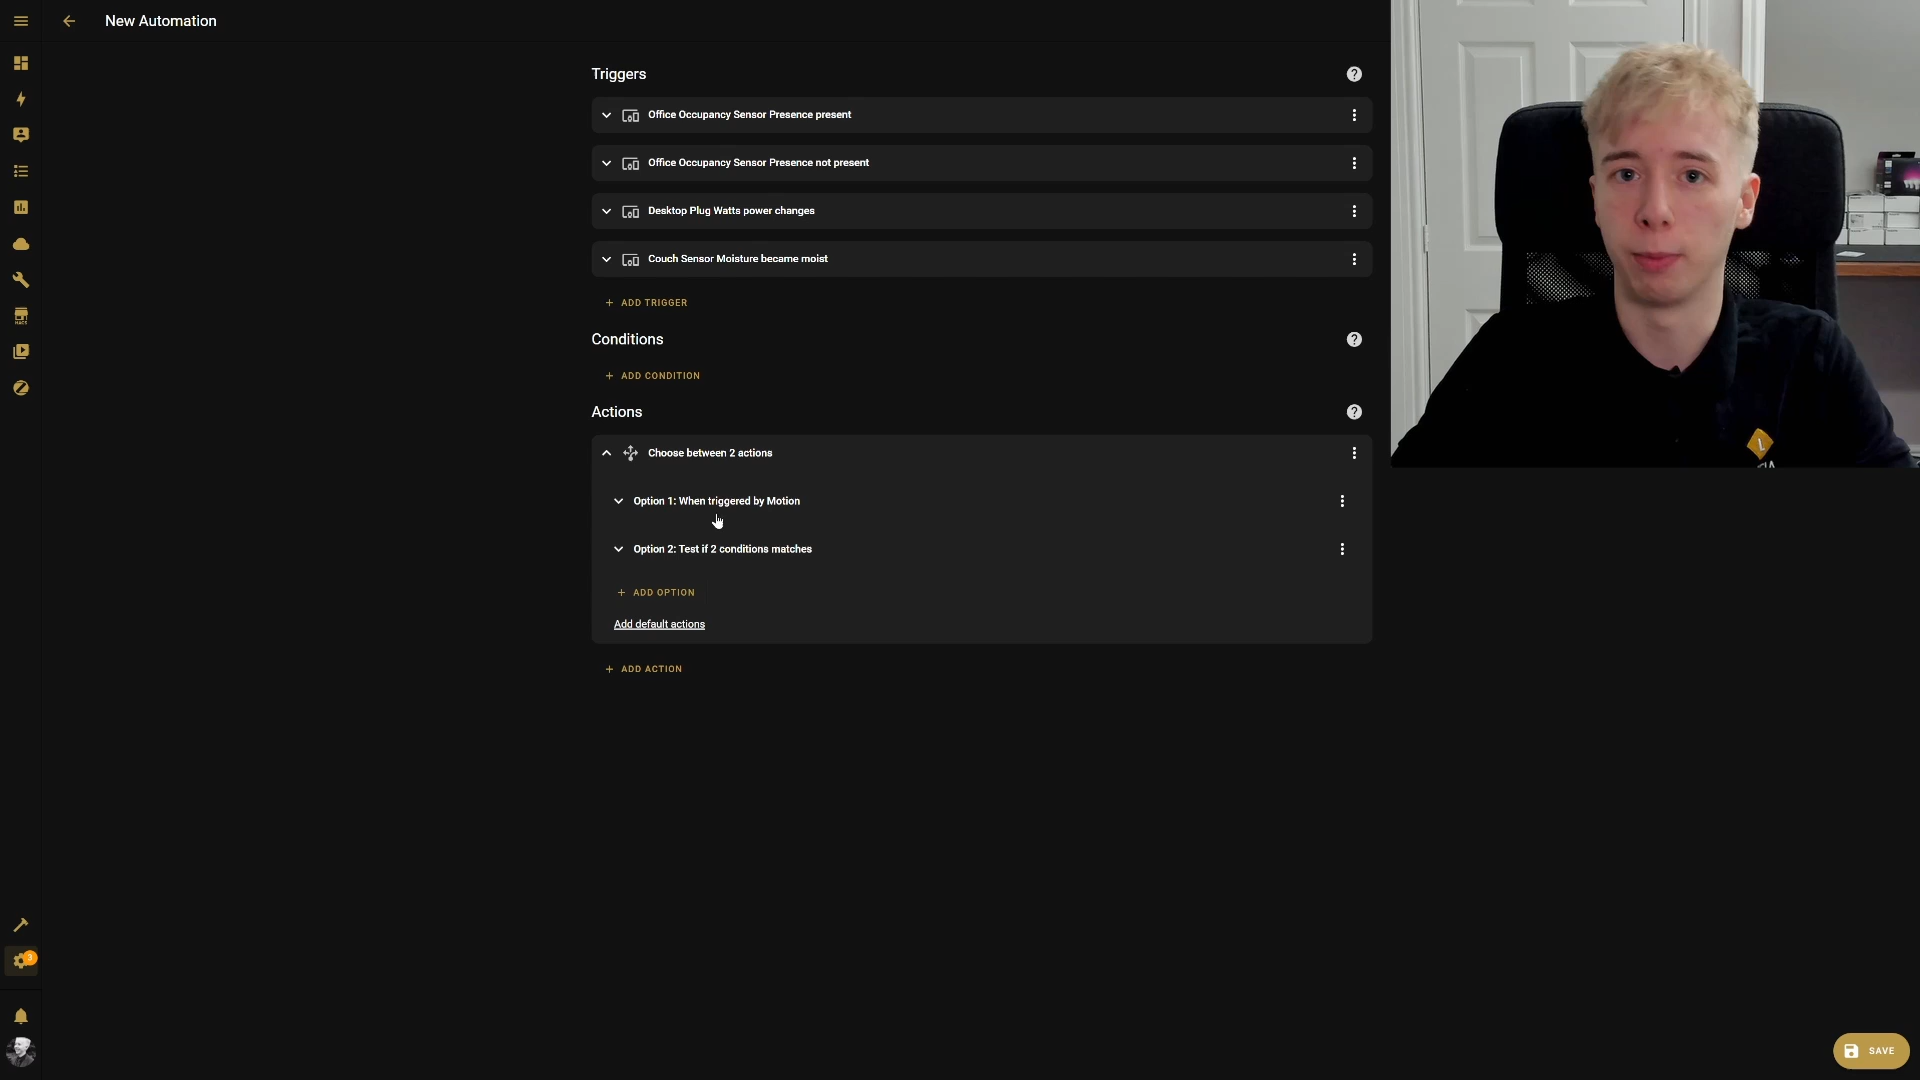 New Automation
Triggers
Office Occupancy Sensor Presence present
Office Occupancy Sensor Presence not present
Desktop Plug Watts power changes
Couch Sensor Moisture became moist
+ ADD TRIGGER
Conditions
+ ADD CONDITION
Actions
Choose between 2 actions
Option 1: When triggered by Motion
Option 2: Test if 2 conditions matches
+ ADD OPTION
Add default actions
+ ADD ACTION
HACS
3
L
SAVE